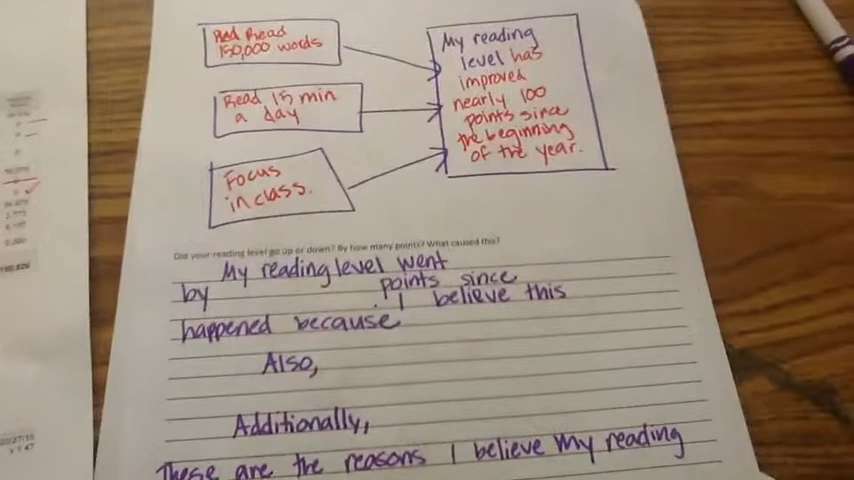 Read
150,000 words
Read 15 min
a day
Focus
in class.
My reading
level has
improved
nearly 100
points since
the beginning
of the year.
Did your reading level go up or down? By how many points? What caused this?
My reading level went
by points since
. I believe this
happened because
Also,
Additionally,
These are the reasons I believe my reading